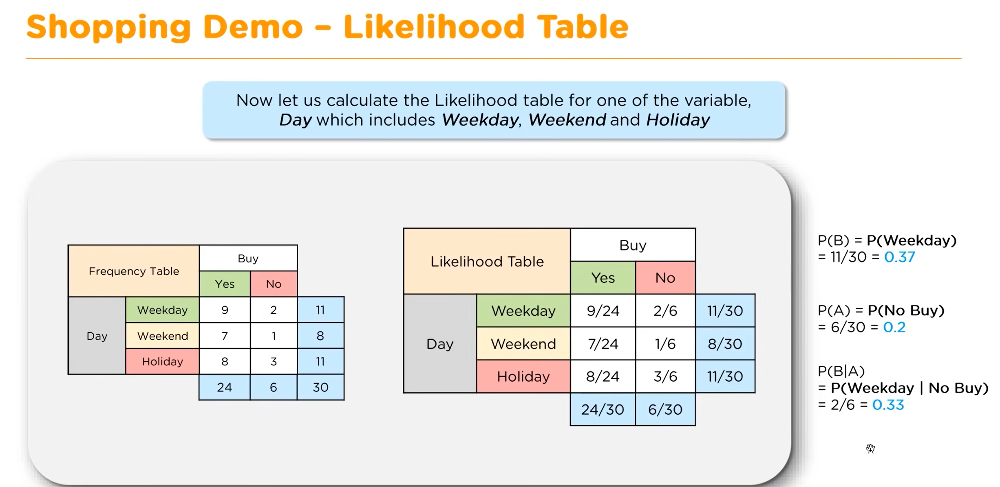 Shopping Demo – Likelihood Table
Now let us calculate the Likelihood table for one of the variable,
Day which includes Weekday, Weekend and Holiday
Frequency Table
Buy
Yes No
Day
Weekday 9 2 11
Weekend 7 1 8
Holiday 8 3 11
24 6 30
Likelihood Table
Buy
Yes No
Day
Weekday 9/24 2/6 11/30
Weekend 7/24 1/6 8/30
Holiday 8/24 3/6 11/30
24/30 6/30
P(B) = P(Weekday)
= 11/30 = 0.37
P(A) = P(No Buy)
= 6/30 = 0.2
P(B|A)
= P(Weekday | No Buy)
= 2/6 = 0.33